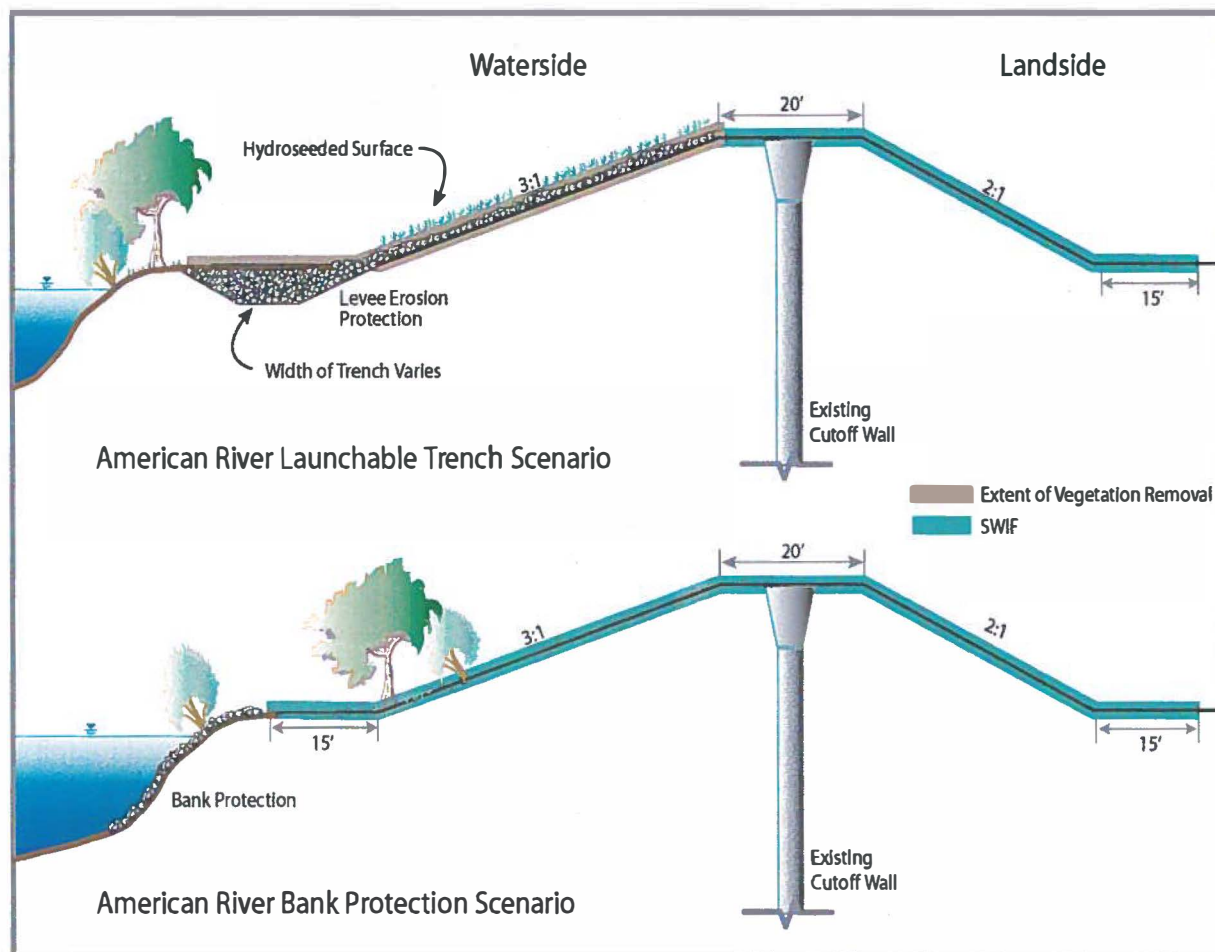 Waterside
Landside
20'
Hydroseeded Surface
3:1
2:1
Levee Erosion
Protection
15'
Width of Trench Varies
Existing
Cutoff Wall
American River Launchable Trench Scenario
Extent of Vegetation Removal
SWIF
20'
3:1
2:1
15'
15'
Bank Protection
Existing
Cutoff Wall
American River Bank Protection Scenario